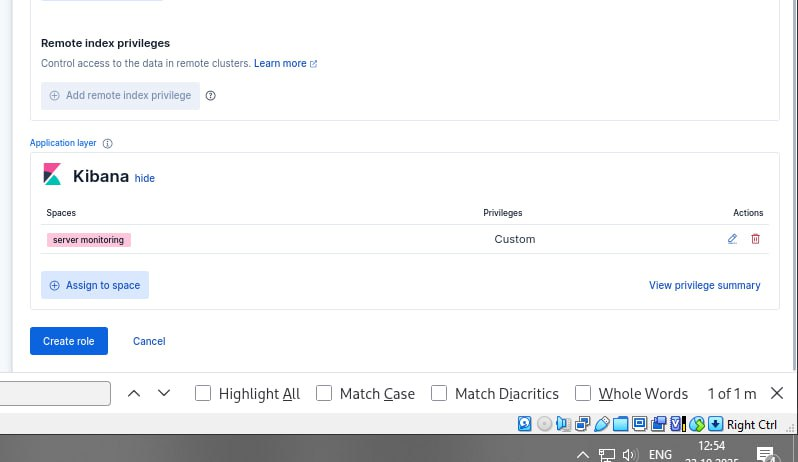 Remote index privileges
Control access to the data in remote clusters. Learn more
Add remote index privilege
Application layer
Kibana hide
Spaces Privileges Actions
server monitoring Custom
Assign to space View privilege summary
Create role Cancel
Highlight All Match Case Match Diacritics Whole Words 1 of 1 m
Right Ctrl
ENG 12:54